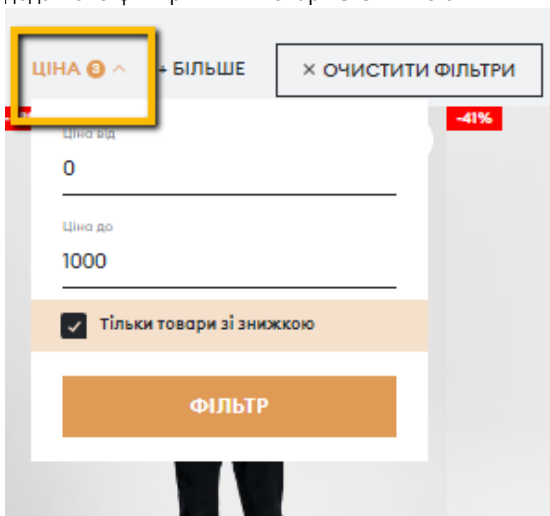 ЦІНА 3
+ БІЛЬШЕ
× ОЧИСТИТИ ФІЛЬТРИ
-41%
Ціна від
0
Ціна до
1000
Тільки товари зі знижкою
ФІЛЬТР